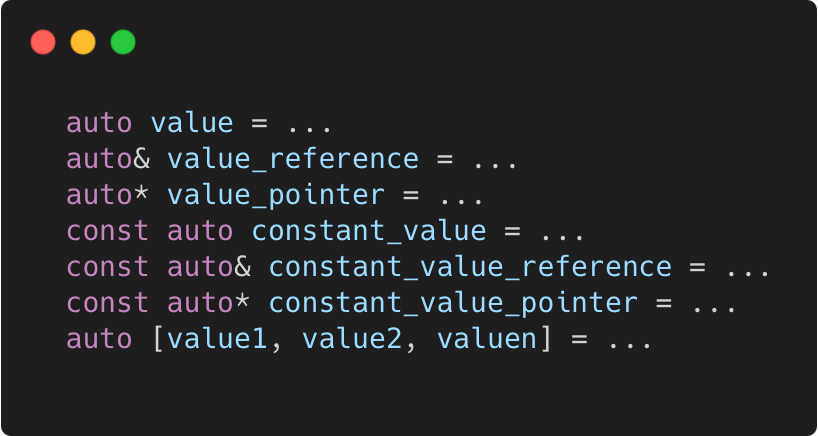 auto value = ...
auto& value_reference = ...
auto* value_pointer = ...
const auto constant_value = ...
const auto& constant_value_reference = ...
const auto* constant_value_pointer = ...
auto [value1, value2, valuen] = ...